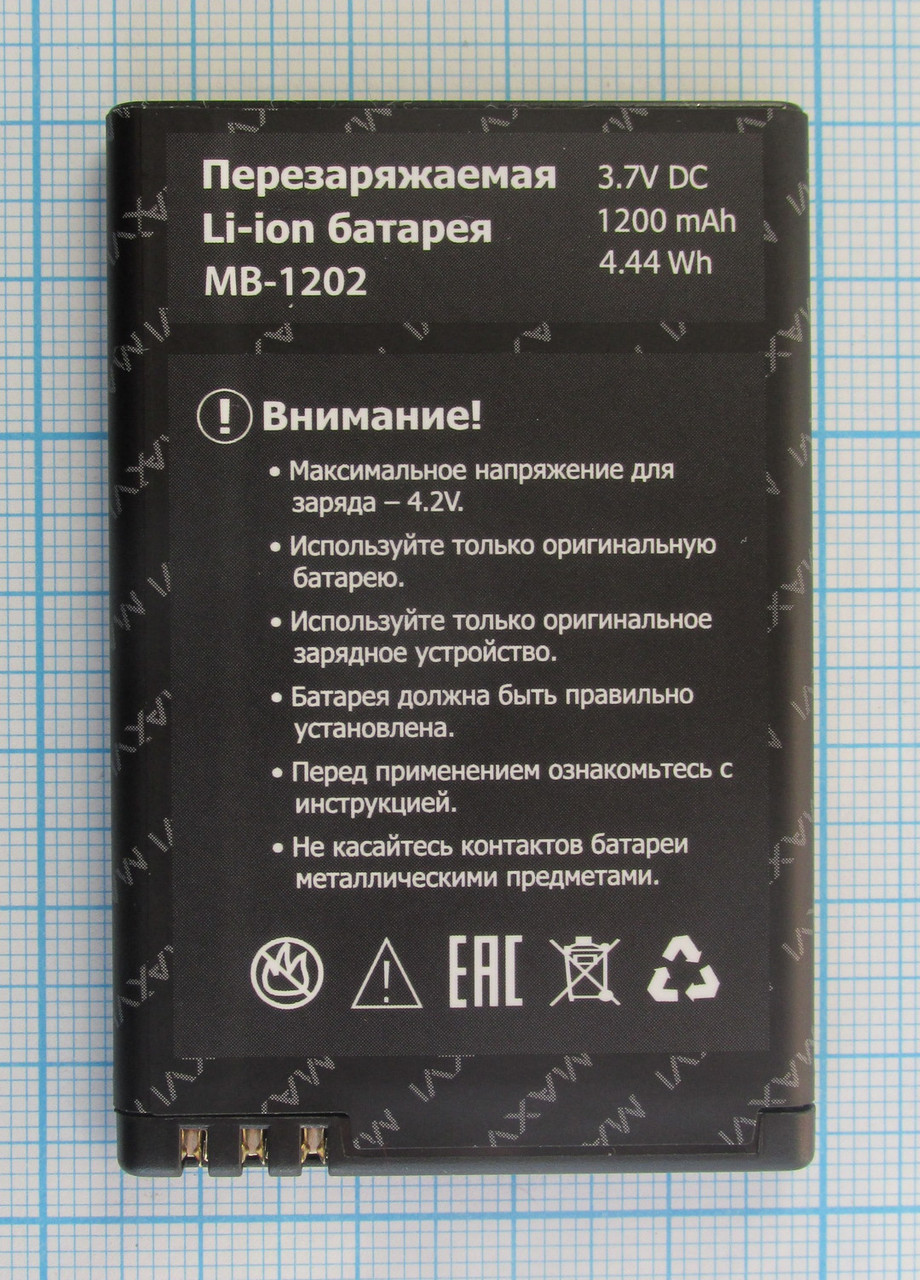 Перезаряжаемая
Li-ion батарея
MB-1202
3.7V DC
1200 mAh
4.44 Wh
! Внимание!
• Максимальное напряжение для
заряда – 4.2V.
• Используйте только оригинальную
батарею.
• Используйте только оригинальное
зарядное устройство.
• Батарея должна быть правильно
установлена.
• Перед применением ознакомьтесь с
инструкцией.
• Не касайтесь контактов батареи
металлическими предметами.
EAC
MAXVI